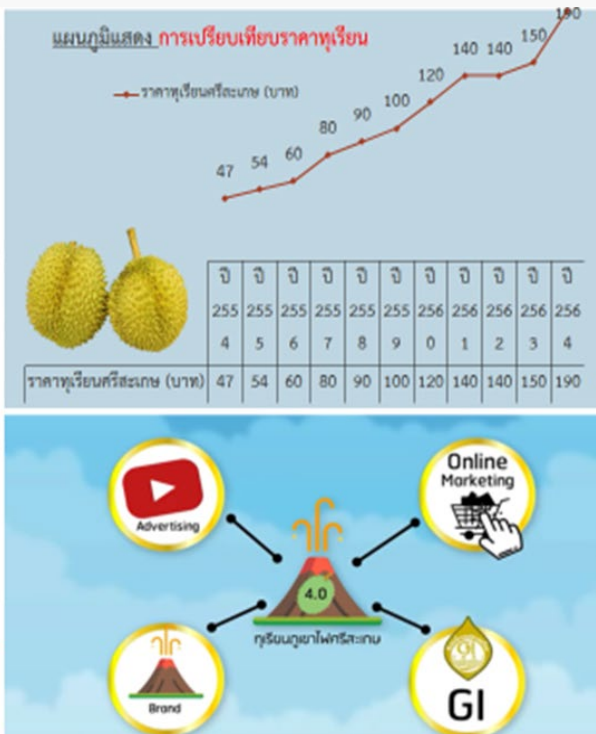 แผนภูมิแสดง การเปรียบเทียบราคาทุเรียน
ราคาทุเรียนศรีสะเกษ (บาท)
47 54 60 80 90 100 120 140 140 150 190
ปี ปี ปี ปี ปี ปี ปี ปี ปี ปี ปี
255 255 255 255 255 255 256 256 256 256 256
4 5 6 7 8 9 0 1 2 3 4
ราคาทุเรียนศรีสะเกษ (บาท) 47 54 60 80 90 100 120 140 140 150 190
Advertising
Online
Marketing
4.0
ทุเรียนภูเขาไฟศรีสะเกษ
Brand
GI